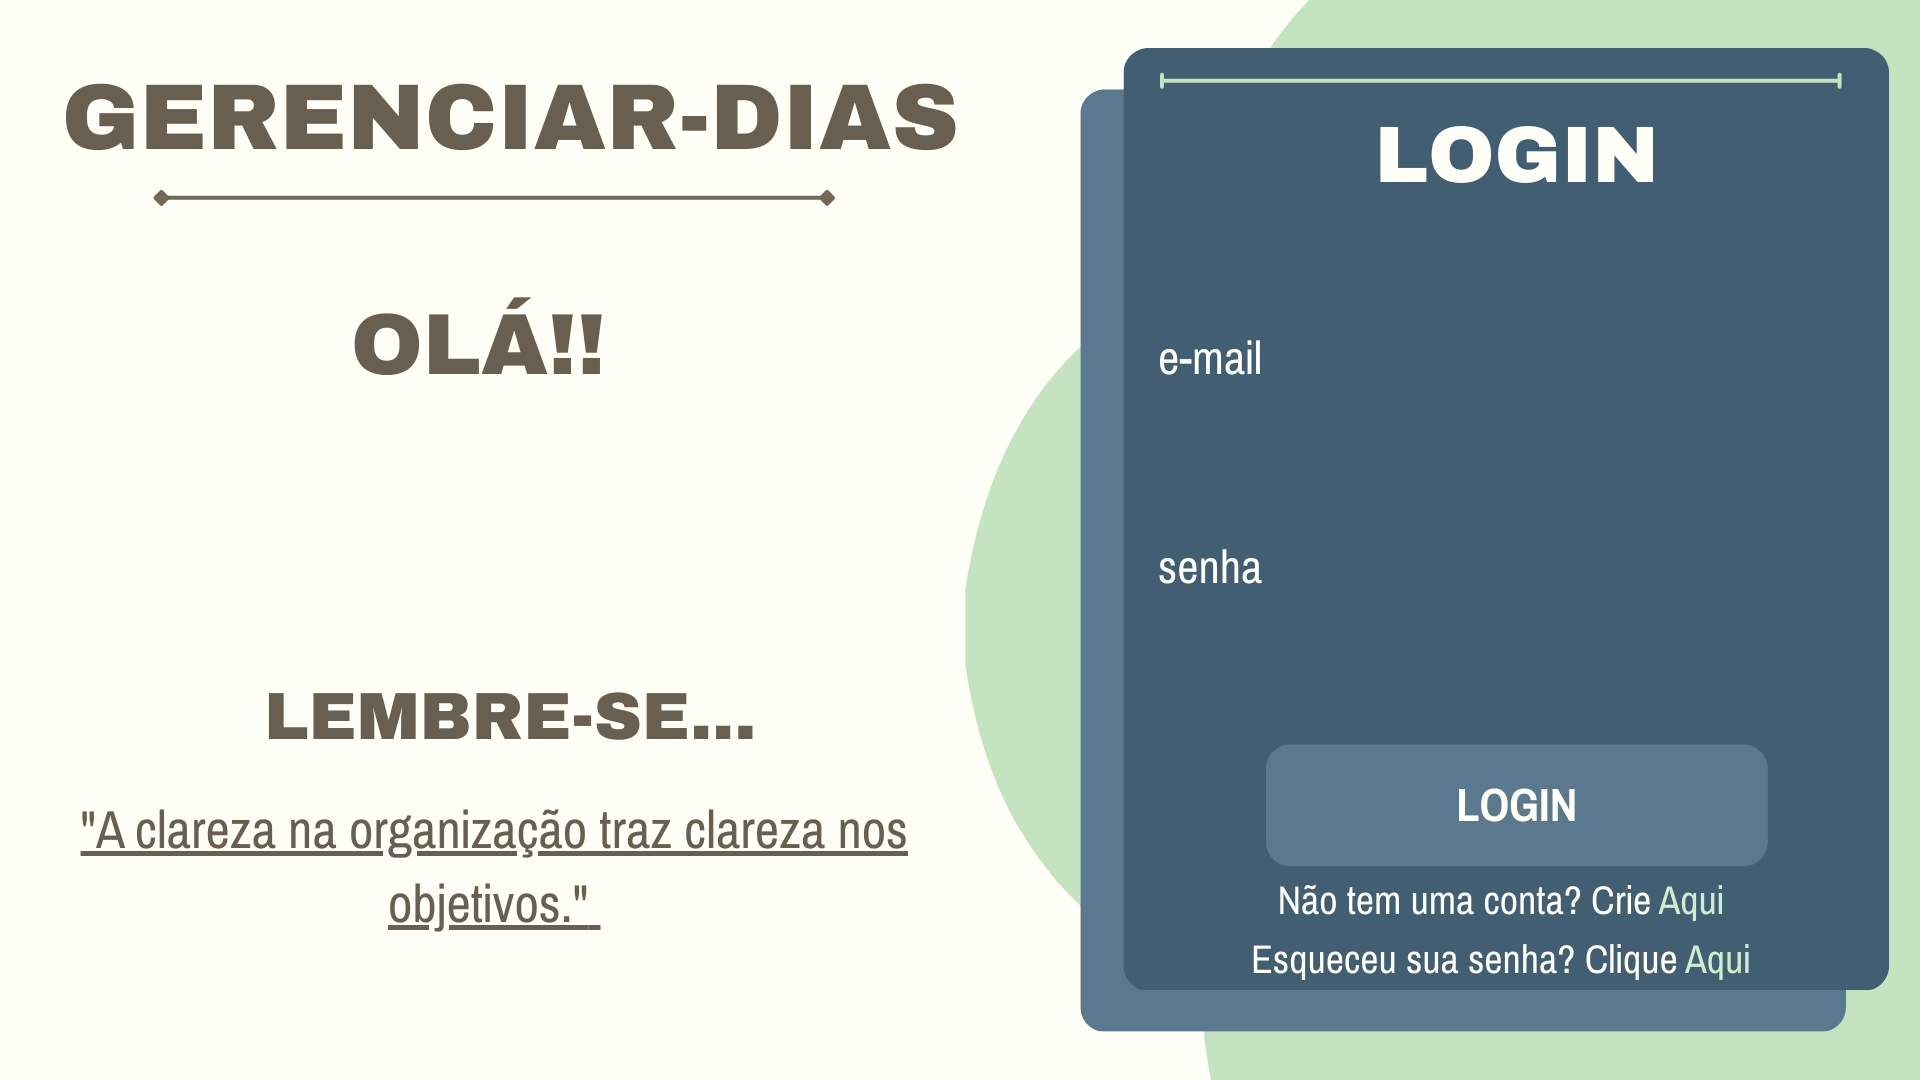 GERENCIAR-DIAS
OLÁ!!
LEMBRE-SE...
"A clareza na organização traz clareza nos
objetivos."
LOGIN
e-mail
senha
LOGIN
Não tem uma conta? Crie Aqui
Esqueceu sua senha? Clique Aqui